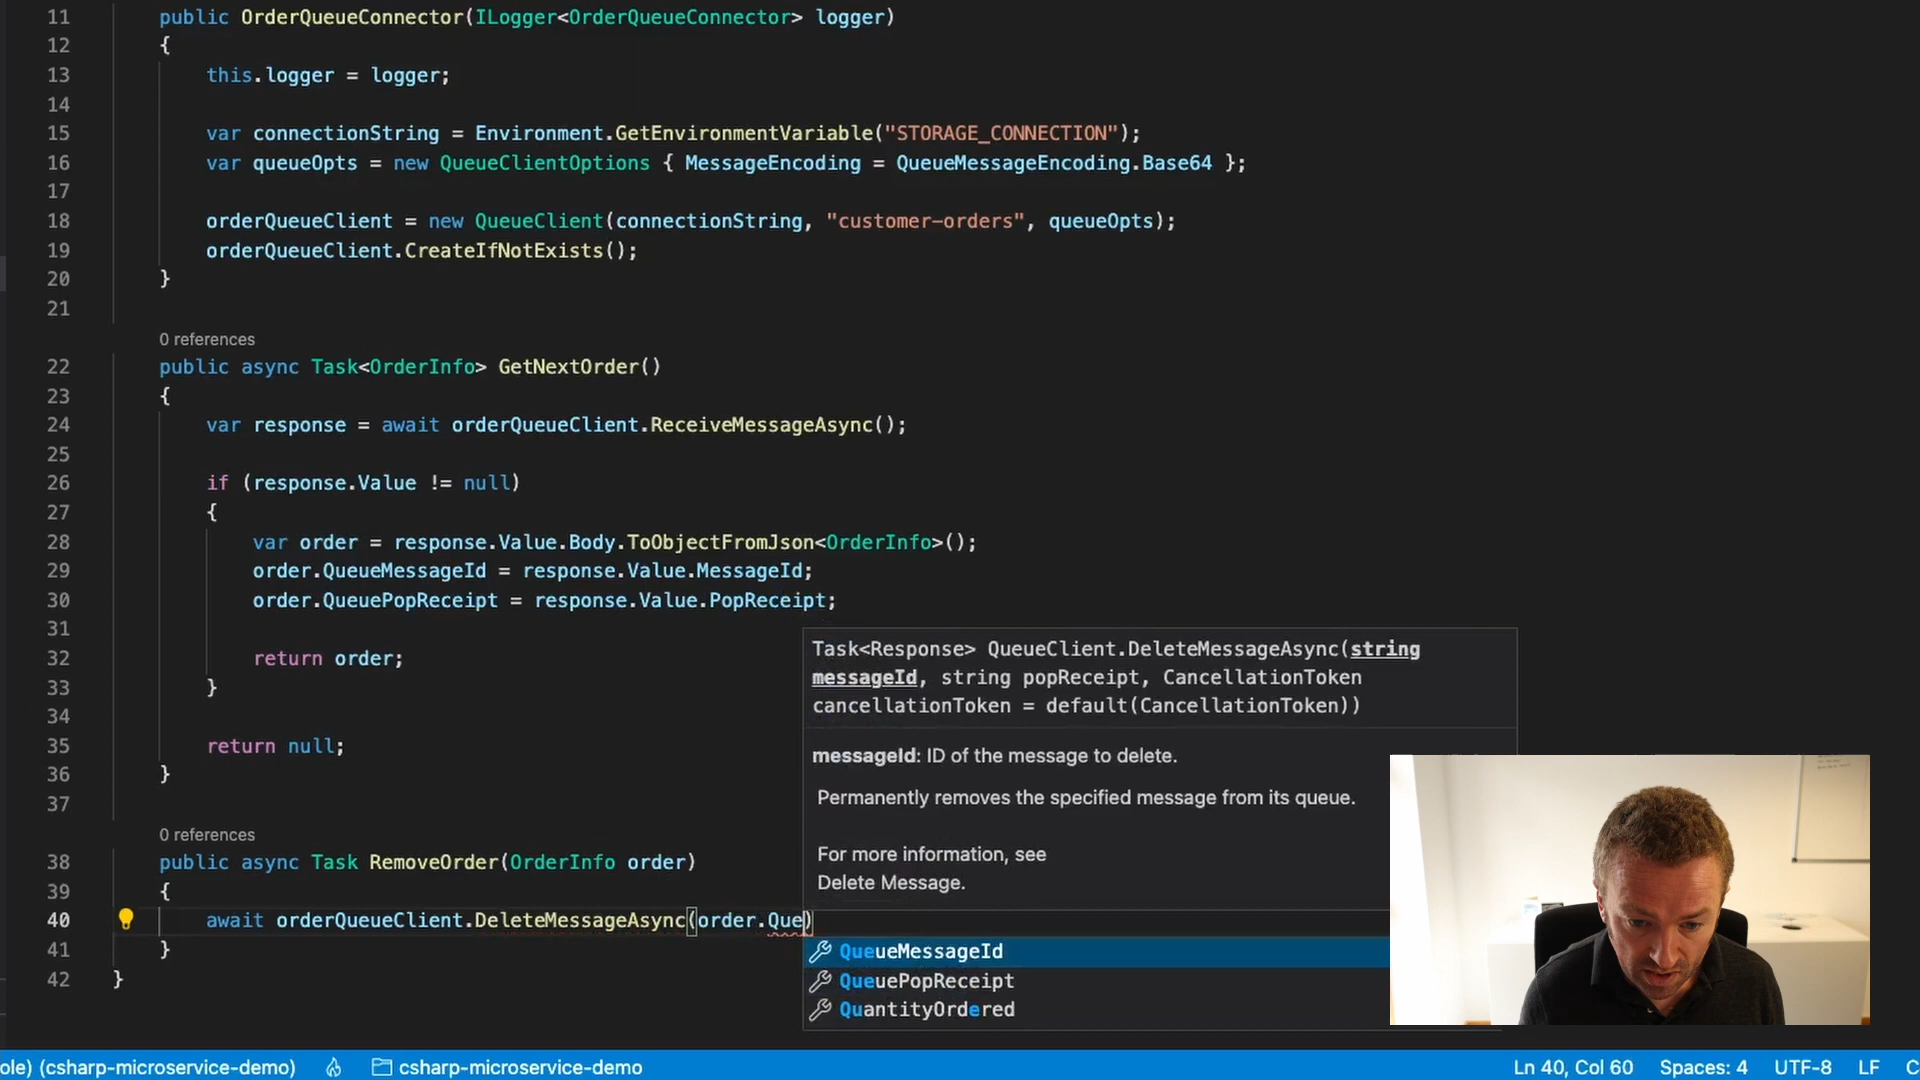 11 public OrderQueueConnector(ILogger<OrderQueueConnector> logger)
12 {
13 this.logger = logger;
14
15 var connectionString = Environment.GetEnvironmentVariable("STORAGE_CONNECTION");
16 var queueOpts = new QueueClientOptions { MessageEncoding = QueueMessageEncoding.Base64 };
17
18 orderQueueClient = new QueueClient(connectionString, "customer-orders", queueOpts);
19 orderQueueClient.CreateIfNotExists();
20 }
21
0 references
22 public async Task<OrderInfo> GetNextOrder()
23 {
24 var response = await orderQueueClient.ReceiveMessageAsync();
25
26 if (response.Value != null)
27 {
28 var order = response.Value.Body.ToObjectFromJson<OrderInfo>();
29 order.QueueMessageId = response.Value.MessageId;
30 order.QueuePopReceipt = response.Value.PopReceipt;
31
32 return order;
33 }
34
35 return null;
36 }
37
Task<Response> QueueClient.DeleteMessageAsync(string
messageId, string popReceipt, CancellationToken
cancellationToken = default(CancellationToken))
messageId: ID of the message to delete.
Permanently removes the specified message from its queue.
For more information, see
Delete Message.
0 references
38 public async Task RemoveOrder(OrderInfo order)
39 {
40 await orderQueueClient.DeleteMessageAsync(order.Que)
41 }
42 }
QueueMessageId
QueuePopReceipt
QuantityOrdered
ole) (csharp-microservice-demo) csharp-microservice-demo Ln 40, Col 60 Spaces: 4 UTF-8 LF C